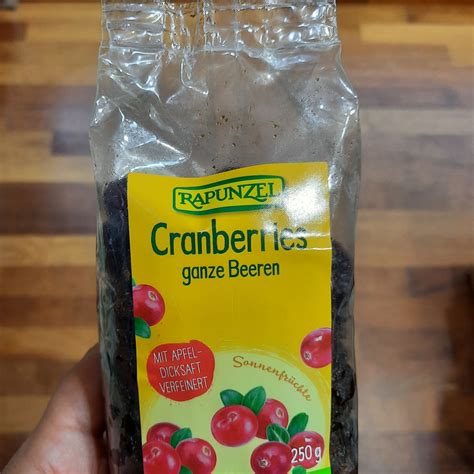 RAPUNZEL
Cranberries
ganze Beeren
MIT APFEL-
DICKSAFT
VERFEINERT
Sonnenfrüchte
250 g